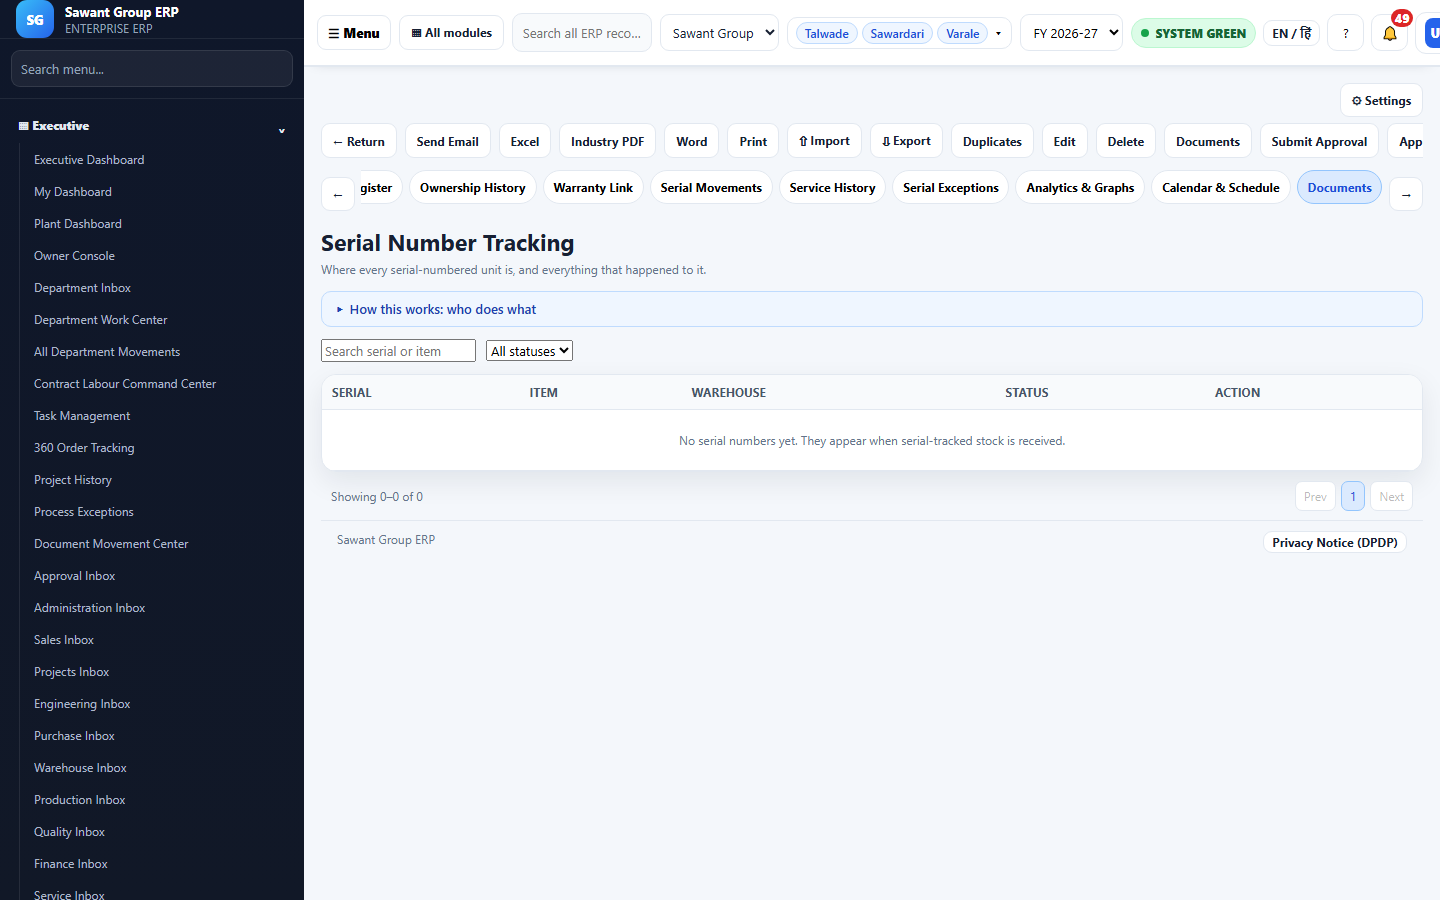 SG
Sawant Group ERP
ENTERPRISE ERP
Search menu...
Executive
Executive Dashboard
My Dashboard
Plant Dashboard
Owner Console
Department Inbox
Department Work Center
All Department Movements
Contract Labour Command Center
Task Management
360 Order Tracking
Project History
Process Exceptions
Document Movement Center
Approval Inbox
Administration Inbox
Sales Inbox
Projects Inbox
Engineering Inbox
Purchase Inbox
Warehouse Inbox
Production Inbox
Quality Inbox
Finance Inbox
Service Inbox
☰ Menu
All modules
Search all ERP reco...
Sawant Group
Talwade
Sawardari
Varale
FY 2026-27
SYSTEM GREEN
EN / हिं
?
49
U
⚙ Settings
← Return
Send Email
Excel
Industry PDF
Word
Print
⇧ Import
⇩ Export
Duplicates
Edit
Delete
Documents
Submit Approval
App
←
gister
Ownership History
Warranty Link
Serial Movements
Service History
Serial Exceptions
Analytics & Graphs
Calendar & Schedule
Documents
→
Serial Number Tracking
Where every serial-numbered unit is, and everything that happened to it.
▸ How this works: who does what
Search serial or item
All statuses
SERIAL ITEM WAREHOUSE STATUS ACTION
No serial numbers yet. They appear when serial-tracked stock is received.
Showing 0–0 of 0
Prev
1
Next
Sawant Group ERP
Privacy Notice (DPDP)